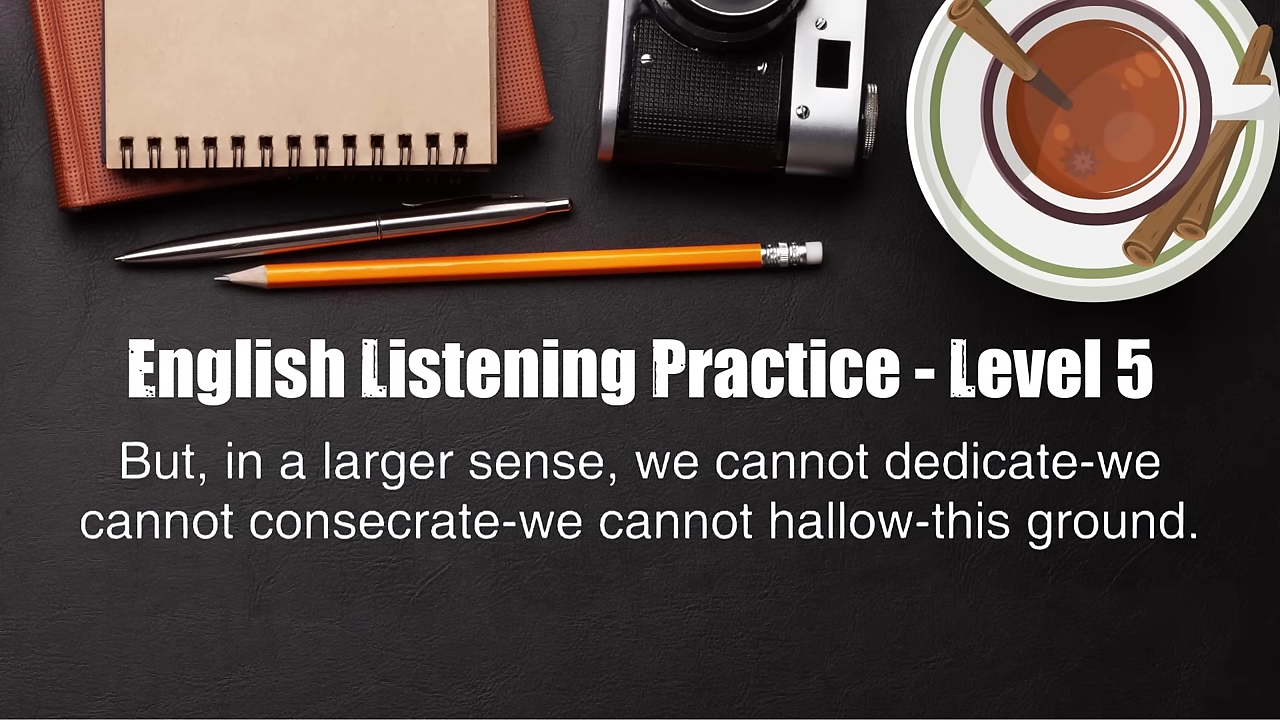 English Listening Practice - Level 5
But, in a larger sense, we cannot dedicate-we
cannot consecrate-we cannot hallow-this ground.